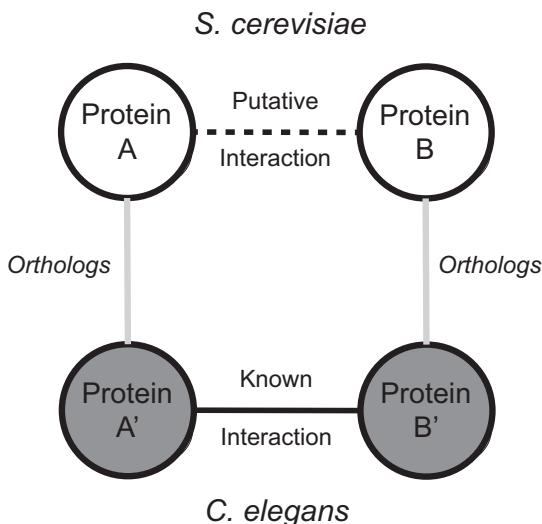 S. cerevisiae
Protein
A
Putative
Interaction
Protein
B
Orthologs
Orthologs
Protein
A’
Known
Interaction
Protein
B’
C. elegans